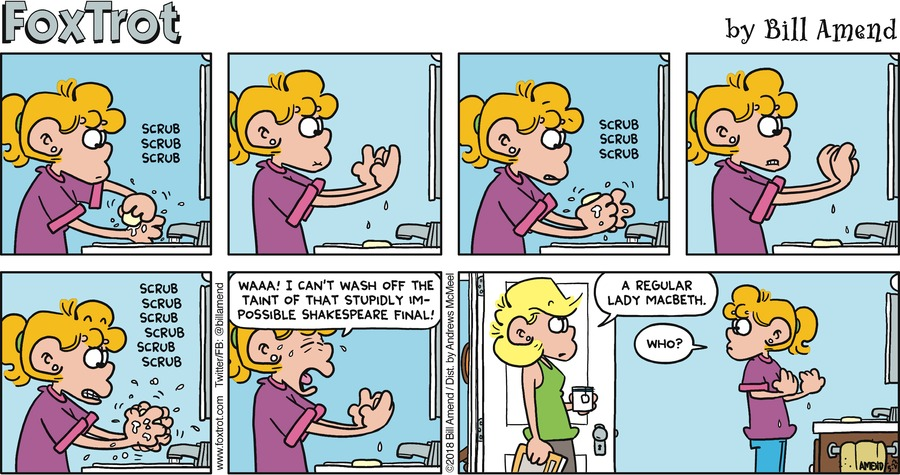 FoxTrot
by Bill Amend
SCRUB
SCRUB
SCRUB
SCRUB
SCRUB
SCRUB
SCRUB
SCRUB
SCRUB
SCRUB
SCRUB
SCRUB
www.foxtrot.com Twitter/FB: @billamend
WAAA! I CAN'T WASH OFF THE
TAINT OF THAT STUPIDLY IM-
POSSIBLE SHAKESPEARE FINAL!
©2018 Bill Amend / Dist. by Andrews McMeel
A REGULAR
LADY MACBETH.
WHO?
AMEND